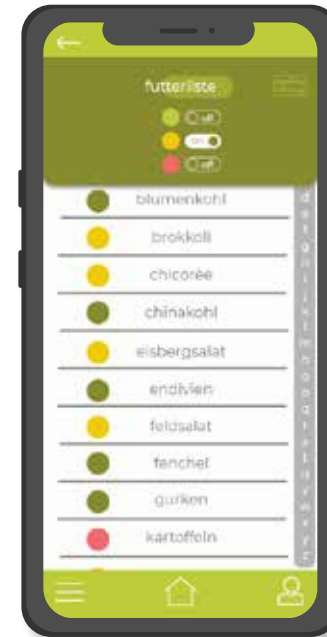 futterliste
off
on
off
blumenkohl
brokkoli
chicorée
chinakohl
eisbergsalat
endivien
feldsalat
fenchel
gurken
kartoffeln